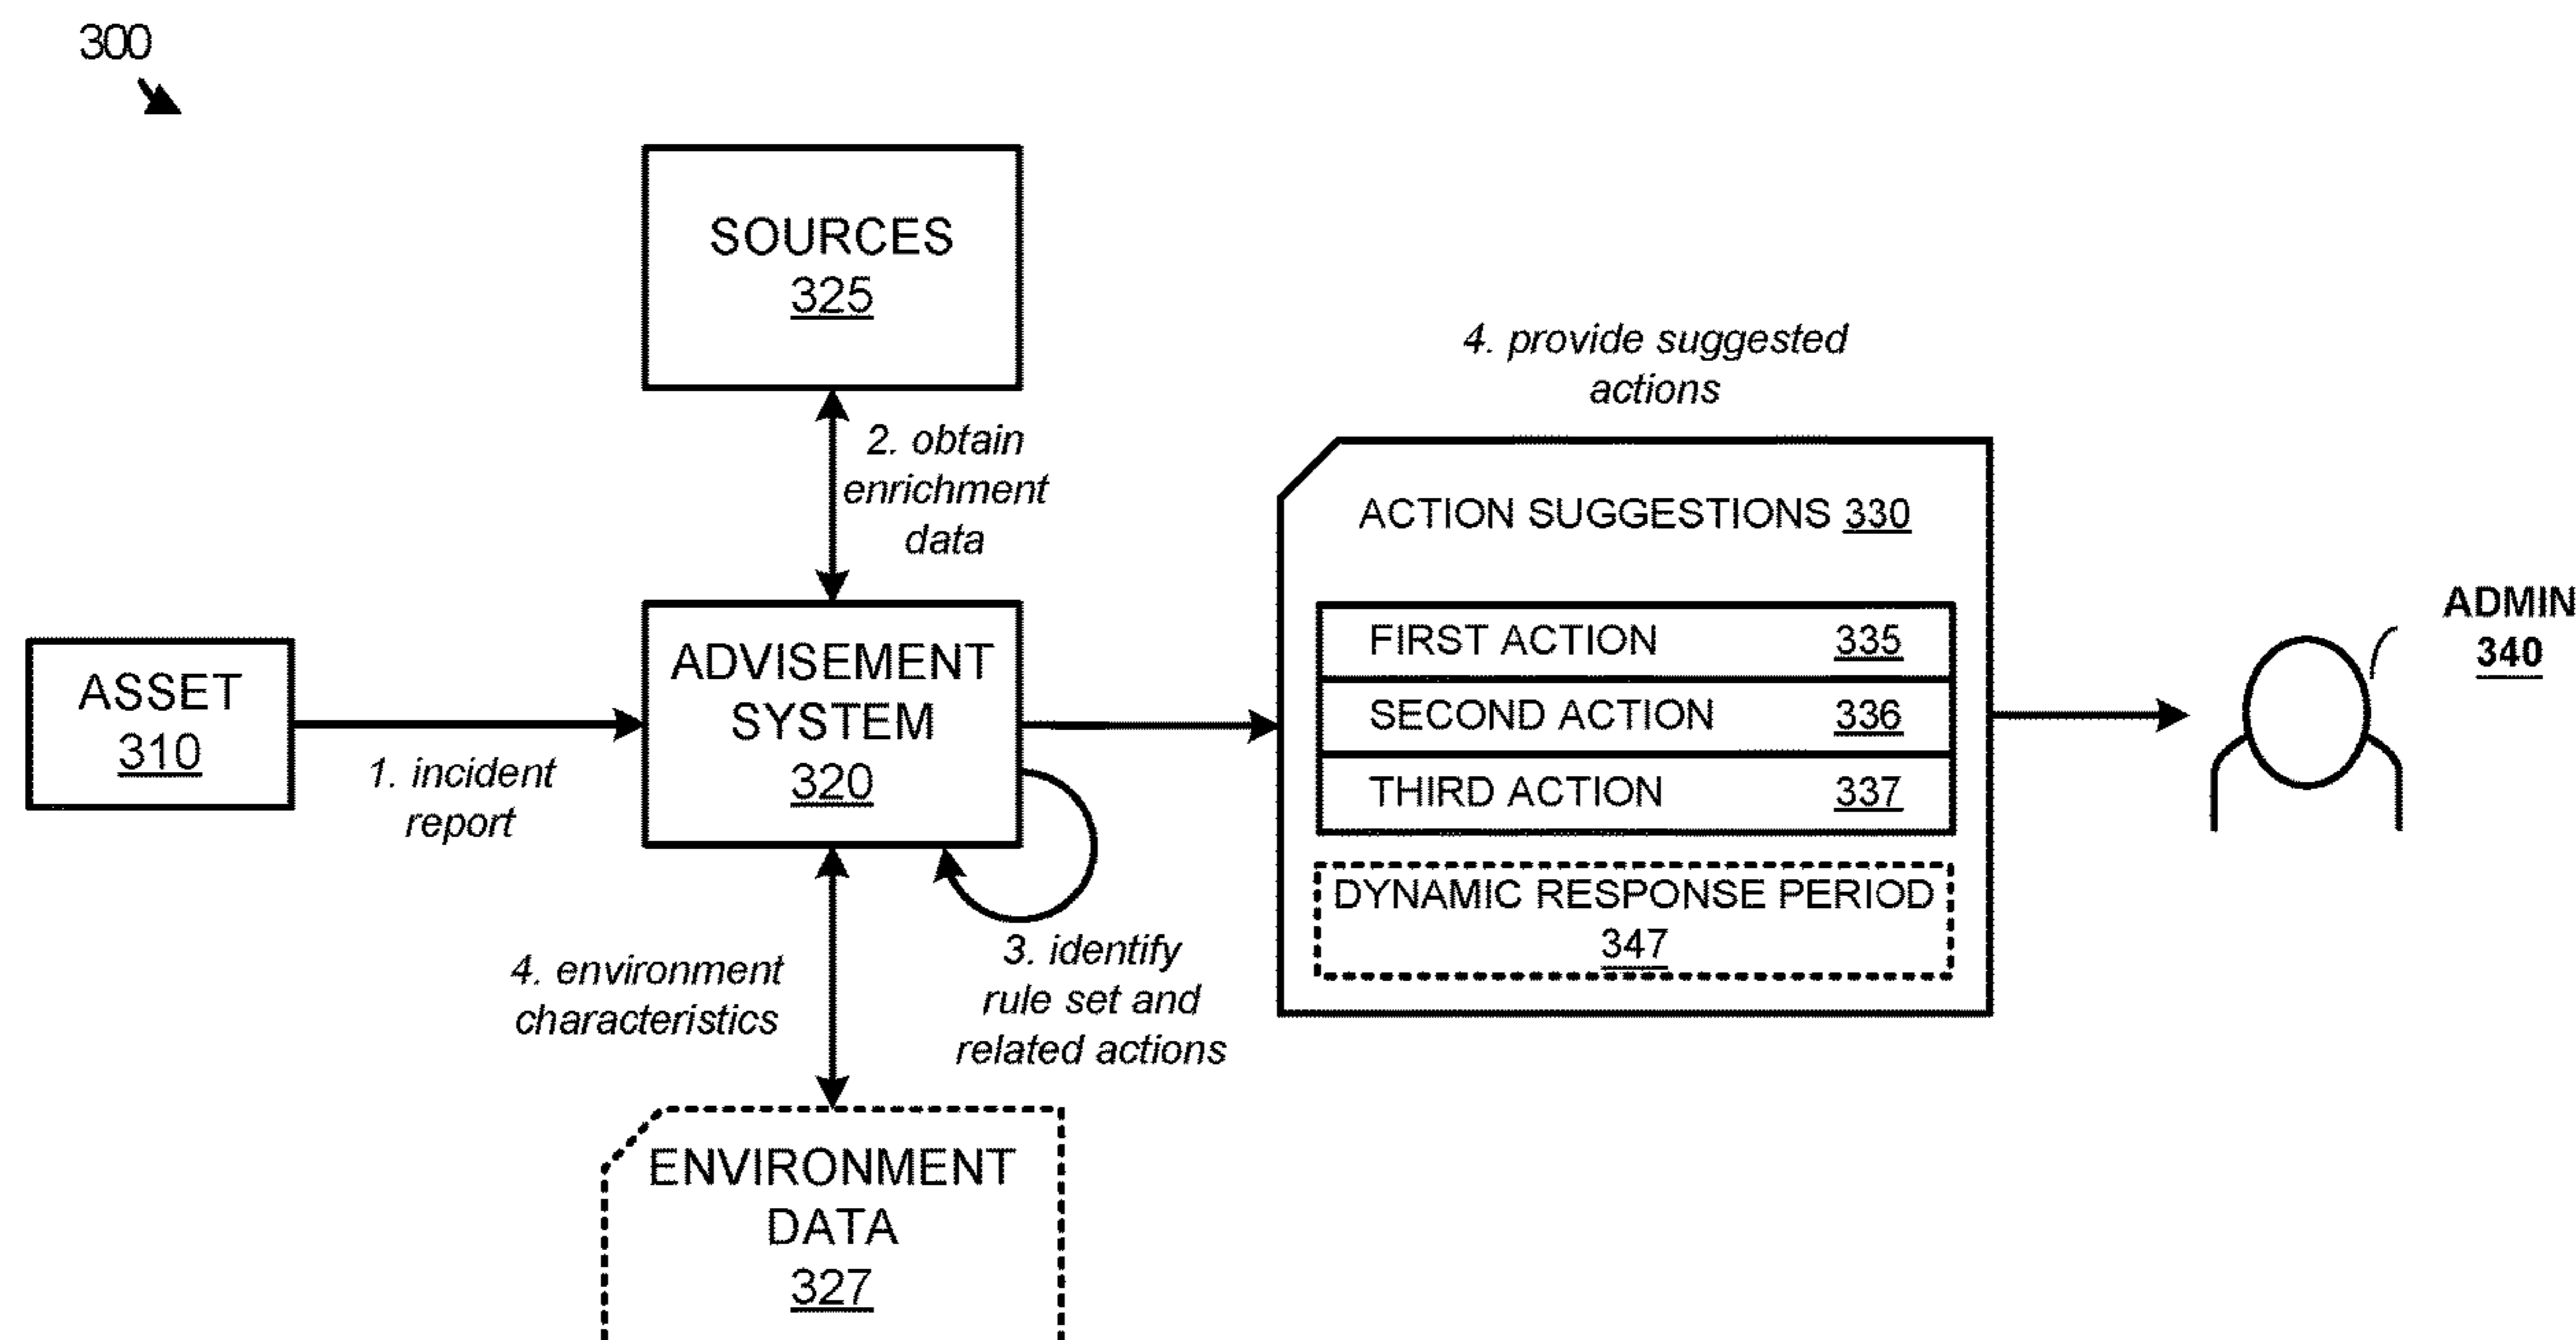 300
SOURCES
325
2. obtain
enrichment
data
ASSET
310
1. incident
report
ADVISEMENT
SYSTEM
320
3. identify
rule set and
related actions
4. environment
characteristics
ENVIRONMENT
DATA
327
4. provide suggested
actions
ACTION SUGGESTIONS 330
FIRST ACTION 335
SECOND ACTION 336
THIRD ACTION 337
DYNAMIC RESPONSE PERIOD
347
ADMIN
340